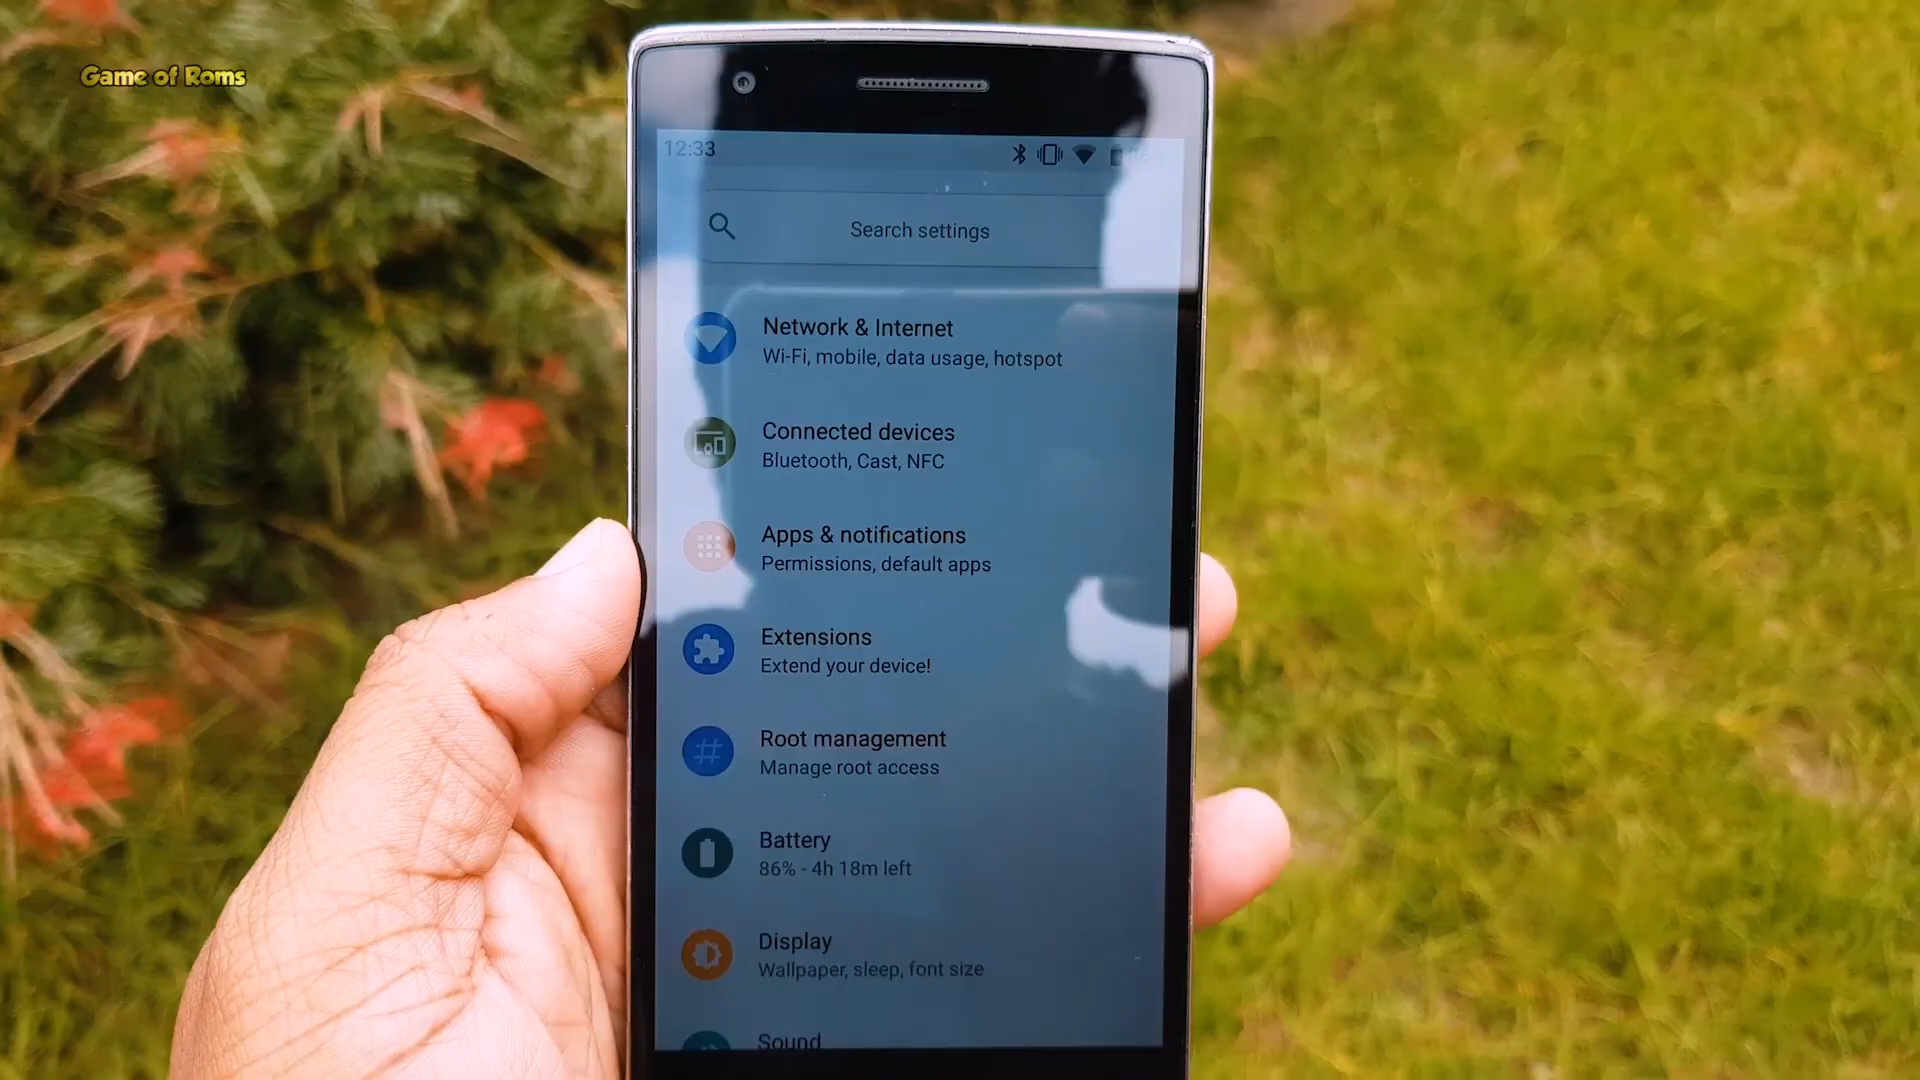 Game of Roms
12:33
Search settings
Network & Internet
Wi-Fi, mobile, data usage, hotspot
Connected devices
Bluetooth, Cast, NFC
Apps & notifications
Permissions, default apps
Extensions
Extend your device!
Root management
Manage root access
Battery
86% - 4h 18m left
Display
Wallpaper, sleep, font size
Sound